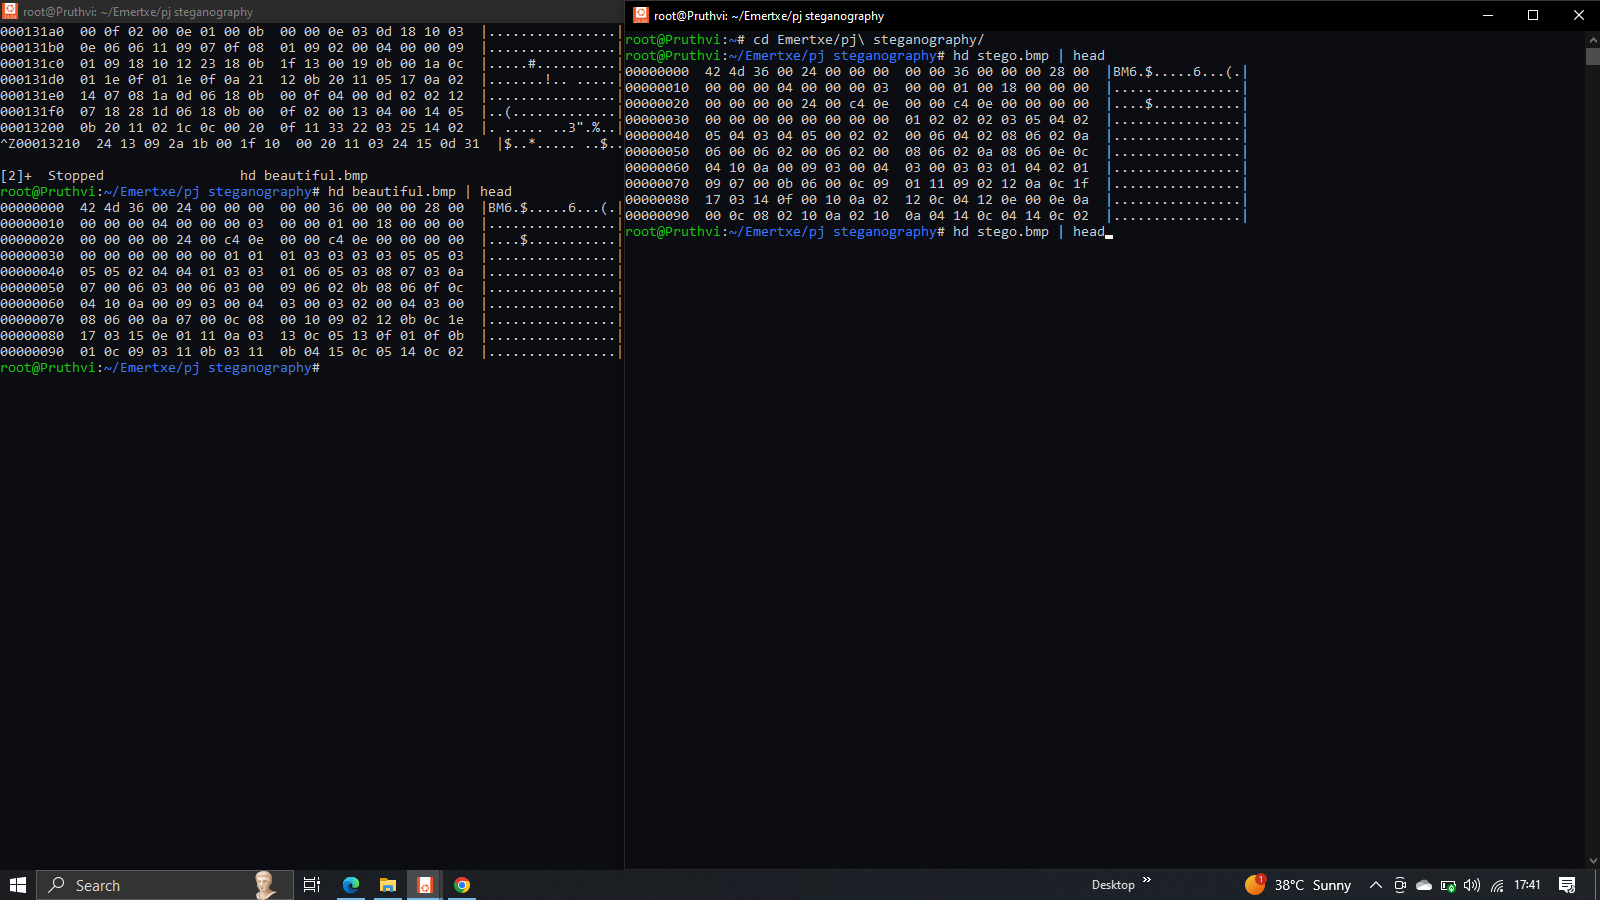 root@Pruthvi: ~/Emertxe/pj steganography
000131a0  00 0f 02 00 0e 01 00 0b  00 00 0e 03 0d 18 10 03  |................|
000131b0  0e 06 06 11 09 07 0f 08  01 09 02 00 04 00 00 09  |................|
000131c0  01 09 18 10 12 23 18 0b  1f 13 00 19 0b 00 1a 0c  |.....#..........|
000131d0  01 1e 0f 01 1e 0f 0a 21  12 0b 20 11 05 17 0a 02  |.......!.. .....|
000131e0  14 07 08 1a 0d 06 18 0b  00 0f 04 00 0d 02 02 12  |................|
000131f0  07 18 28 1d 06 18 0b 00  0f 02 00 13 04 00 14 05  |..(.............|
00013200  0b 20 11 02 1c 0c 00 20  0f 11 33 22 03 25 14 02  |. ..... ..3".%..|
^Z00013210  24 13 09 2a 1b 00 1f 10  00 20 11 03 24 15 0d 31  |$..*..... ..$..
[2]+  Stopped                 hd beautiful.bmp
root@Pruthvi:~/Emertxe/pj steganography# hd beautiful.bmp | head
00000000  42 4d 36 00 24 00 00 00  00 00 36 00 00 00 28 00  |BM6.$.....6...(.|
00000010  00 00 00 04 00 00 00 03  00 00 01 00 18 00 00 00  |................|
00000020  00 00 00 00 24 00 c4 0e  00 00 c4 0e 00 00 00 00  |....$...........|
00000030  00 00 00 00 00 00 01 01  01 03 03 03 03 05 05 03  |................|
00000040  05 05 02 04 04 01 03 03  01 06 05 03 08 07 03 0a  |................|
00000050  07 00 06 03 00 06 03 00  09 06 02 0b 08 06 0f 0c  |................|
00000060  04 10 0a 00 09 03 00 04  03 00 03 02 00 04 03 00  |................|
00000070  08 06 00 0a 07 00 0c 08  00 10 09 02 12 0b 0c 1e  |................|
00000080  17 03 15 0e 01 11 0a 03  13 0c 05 13 0f 01 0f 0b  |................|
00000090  01 0c 09 03 11 0b 03 11  0b 04 15 0c 05 14 0c 02  |................|
root@Pruthvi:~/Emertxe/pj steganography#
root@Pruthvi: ~/Emertxe/pj steganography
root@Pruthvi:~# cd Emertxe/pj\ steganography/
root@Pruthvi:~/Emertxe/pj steganography# hd stego.bmp | head
00000000  42 4d 36 00 24 00 00 00  00 00 36 00 00 00 28 00  |BM6.$.....6...(.|
00000010  00 00 00 04 00 00 00 03  00 00 01 00 18 00 00 00  |................|
00000020  00 00 00 00 24 00 c4 0e  00 00 c4 0e 00 00 00 00  |....$...........|
00000030  00 00 00 00 00 00 00 00  01 02 02 02 03 05 04 02  |................|
00000040  05 04 03 04 05 00 02 02  00 06 04 02 08 06 02 0a  |................|
00000050  06 00 06 02 00 06 02 00  08 06 02 0a 08 06 0e 0c  |................|
00000060  04 10 0a 00 09 03 00 04  03 00 03 03 01 04 02 01  |................|
00000070  09 07 00 0b 06 00 0c 09  01 11 09 02 12 0a 0c 1f  |................|
00000080  17 03 14 0f 00 10 0a 02  12 0c 04 12 0e 00 0e 0a  |................|
00000090  00 0c 08 02 10 0a 02 10  0a 04 14 0c 04 14 0c 02  |................|
root@Pruthvi:~/Emertxe/pj steganography# hd stego.bmp | head
Search
Desktop
1
38°C Sunny
17:41